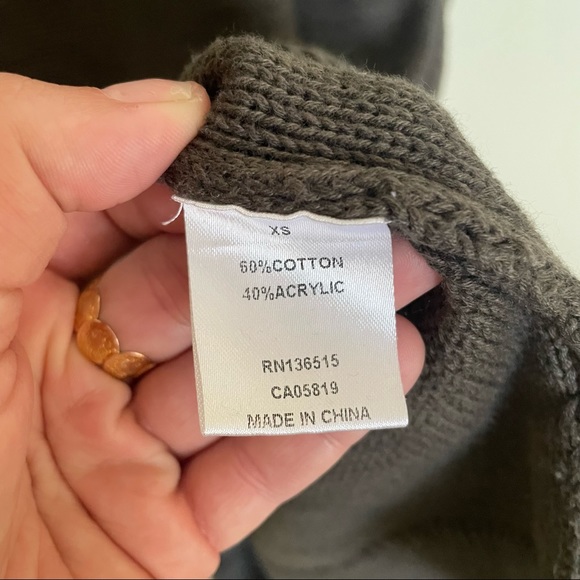 XS
60%COTTON
40%ACRYLIC
RN136515
CA05819
MADE IN CHINA